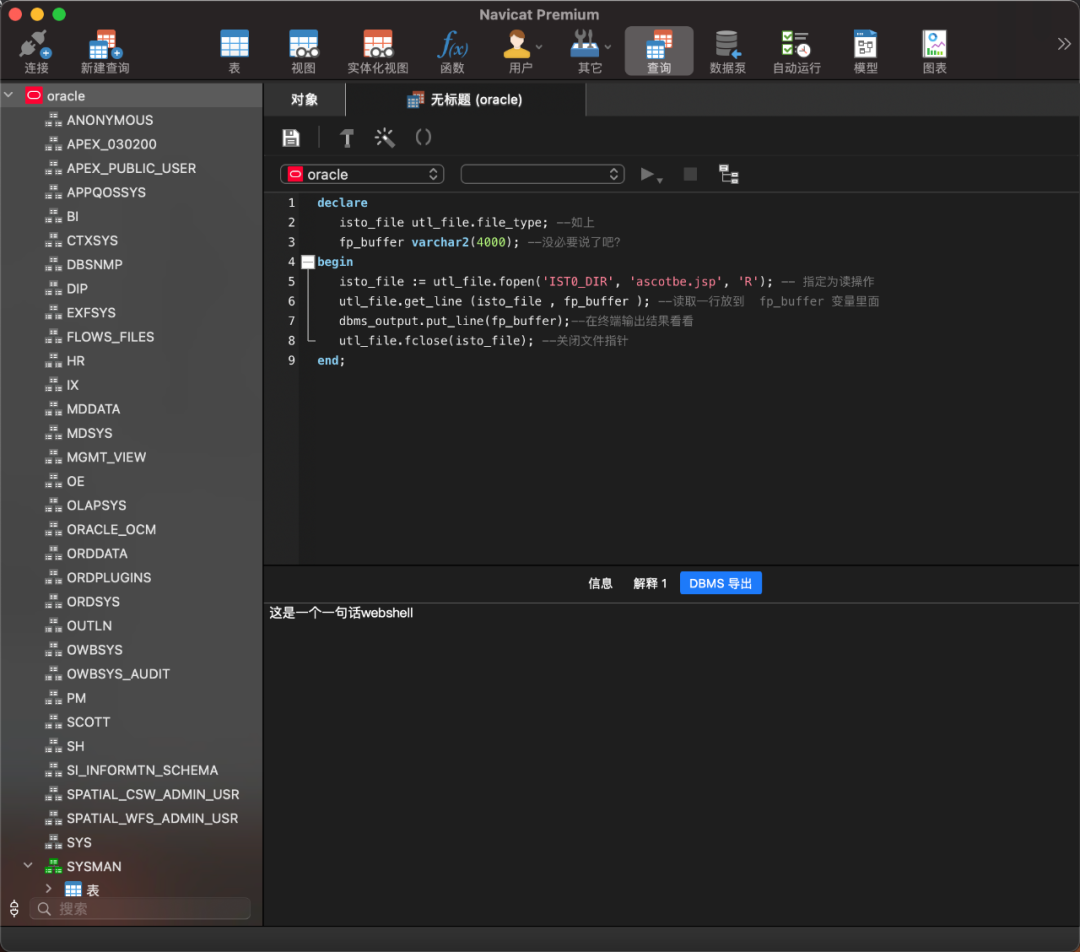 Navicat Premium
连接
新建查询
表
视图
实体化视图
函数
用户
其它
查询
数据泵
自动运行
模型
图表
oracle
ANONYMOUS
APEX_030200
APEX_PUBLIC_USER
APPQOSSYS
BI
CTXSYS
DBSNMP
DIP
EXFSYS
FLOWS_FILES
HR
IX
MDDATA
MDSYS
MGMT_VIEW
OE
OLAPSYS
ORACLE_OCM
ORDDATA
ORDPLUGINS
ORDSYS
OUTLN
OWBSYS
OWBSYS_AUDIT
PM
SCOTT
SH
SI_INFORMTN_SCHEMA
SPATIAL_CSW_ADMIN_USR
SPATIAL_WFS_ADMIN_USR
SYS
SYSMAN
表
搜索
对象
无标题 (oracle)
oracle
1 declare
2 isto_file utl_file.file_type; --如上
3 fp_buffer varchar2(4000); --没必要说了吧?
4 begin
5 isto_file := utl_file.fopen('IST0_DIR', 'ascotbe.jsp', 'R'); -- 指定为读操作
6 utl_file.get_line (isto_file , fp_buffer ); --读取一行放到 fp_buffer 变量里面
7 dbms_output.put_line(fp_buffer);--在终端输出结果看看
8 utl_file.fclose(isto_file); --关闭文件指针
9 end;
信息
解释 1
DBMS 导出
这是一个一句话webshell